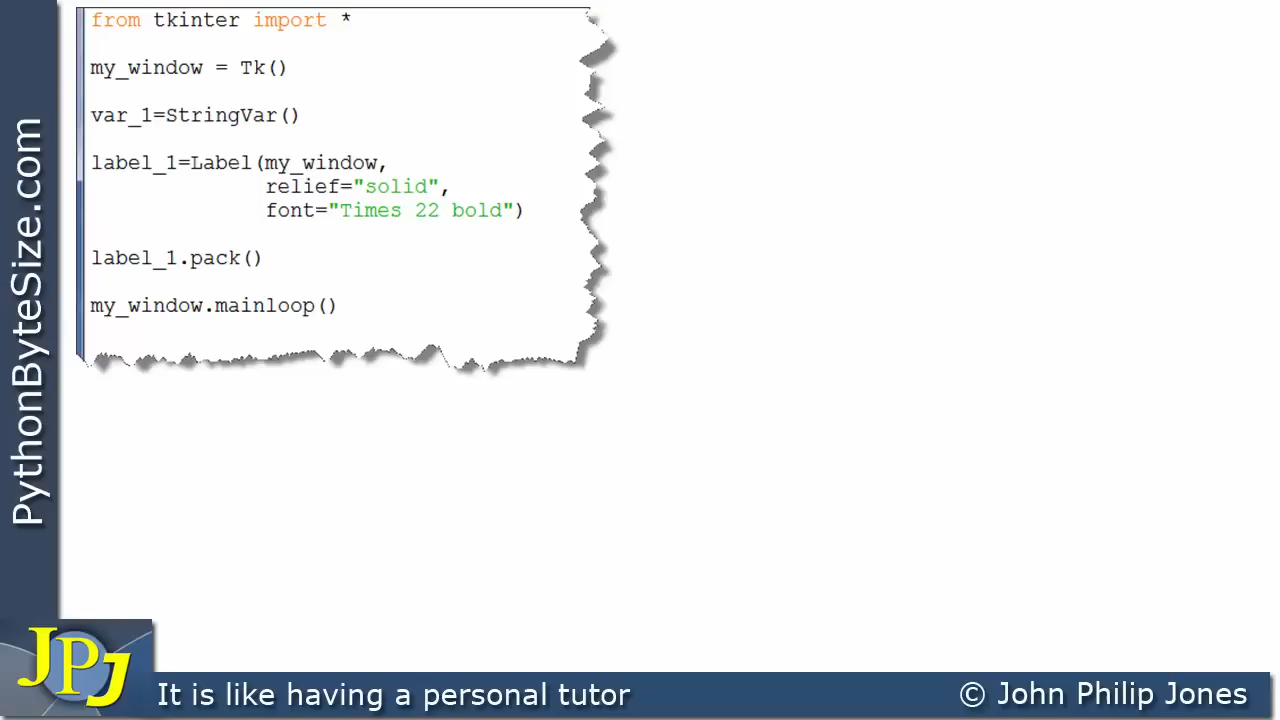 from tkinter import *
my_window = Tk()
var_1=StringVar()
label_1=Label(my_window,
relief="solid",
font="Times 22 bold")
label_1.pack()
my_window.mainloop()
PythonByteSize.com
JPJ
It is like having a personal tutor
© John Philip Jones